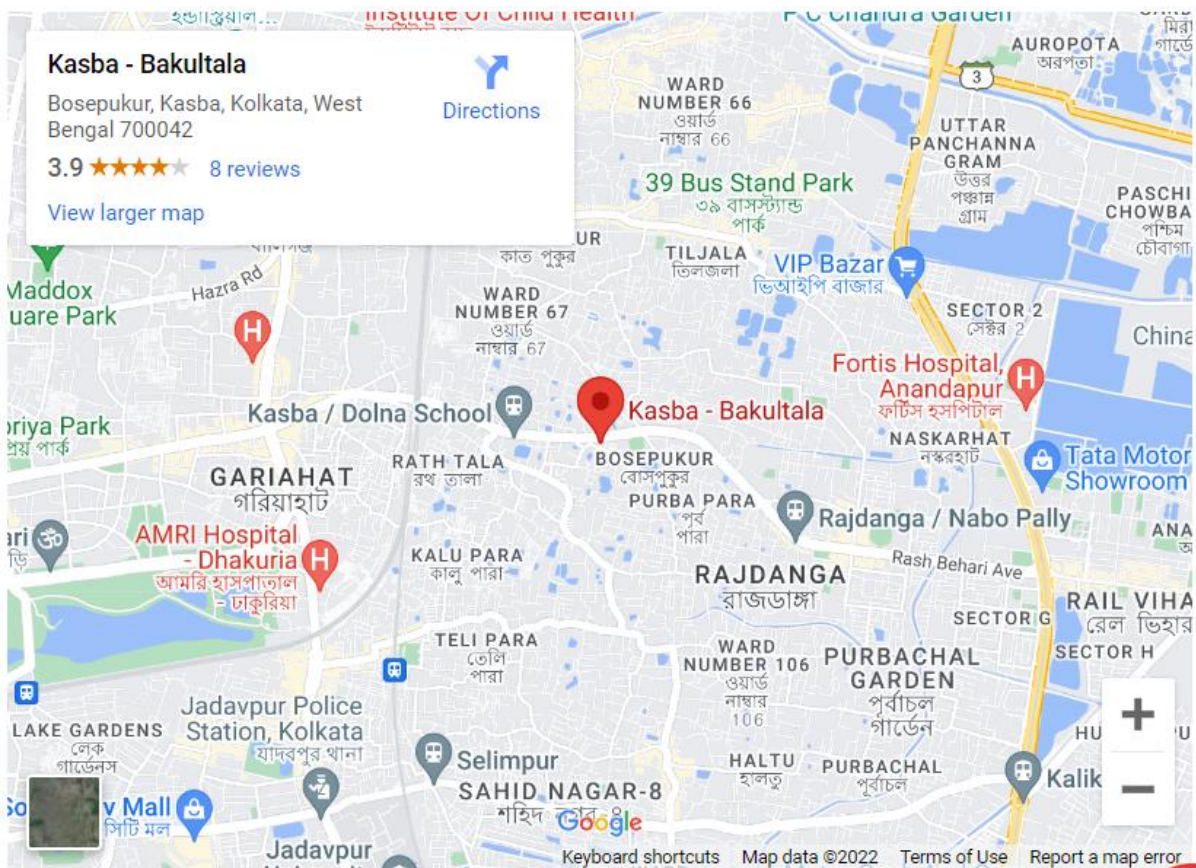 ইন্ডাস্ট্রিয়াল...
Institute Of Child Health
P C Chandra Garden
Kasba - Bakultala
Bosepukur, Kasba, Kolkata, West
Bengal 700042
3.9
8 reviews
Directions
View larger map
AUROPOTA
অরপতা
3
WARD
NUMBER 66
ওয়ার্ড
নাম্বার 66
UTTAR
PANCHANNA
GRAM
উত্তর
পঞ্চান্ন
গ্রাম
39 Bus Stand Park
৩৯ বাসস্ট্যান্ড
পার্ক
PASCHI
CHOWBA
পশ্চিম
চৌবাগা
কাত পুকুর
TILJALA
তিলজলা
VIP Bazar
ভিআইপি বাজার
Maddox
uare Park
Hazra Rd
WARD
NUMBER 67
ওয়ার্ড
নাম্বার 67
SECTOR 2
সেক্টর 2
China
H
Fortis Hospital,
Anandapur
ফর্টিস হসপিটাল
H
Kasba / Dolna School
Kasba - Bakultala
oriya Park
প্রিয় পার্ক
GARIAHAT
গরিয়াহাট
RATH TALA
রথ তালা
BOSEPUKUR
বোসপুকুর
NASKARHAT
নস্করহাট
Tata Motor
Showroom
PURBA PARA
পূর্ব
পারা
Rajdanga / Nabo Pally
AMRI Hospital
- Dhakuria
আমরি হাসপাতাল
- ঢাকুরিয়া
H
KALU PARA
কালু পারা
Rash Behari Ave
RAJDANGA
রাজডাঙ্গা
RAIL VIHA
রেল ভিহার
SECTOR G
SECTOR H
TELI PARA
তেলি
পারা
WARD
NUMBER 106
ওয়ার্ড
নাম্বার
106
PURBACHAL
GARDEN
পূর্বাচল
গার্ডেন
Jadavpur Police
Station, Kolkata
যাদবপুর থানা
LAKE GARDENS
লেক
গার্ডেনস
Selimpur
HALTU
হালতু
PURBACHAL
পূর্বাচল
Kalik
SAHID NAGAR-8
শহিদ
v Mall
সিটি মল
Google
Jadavpur
Keyboard shortcuts Map data ©2022 Terms of Use Report a map error